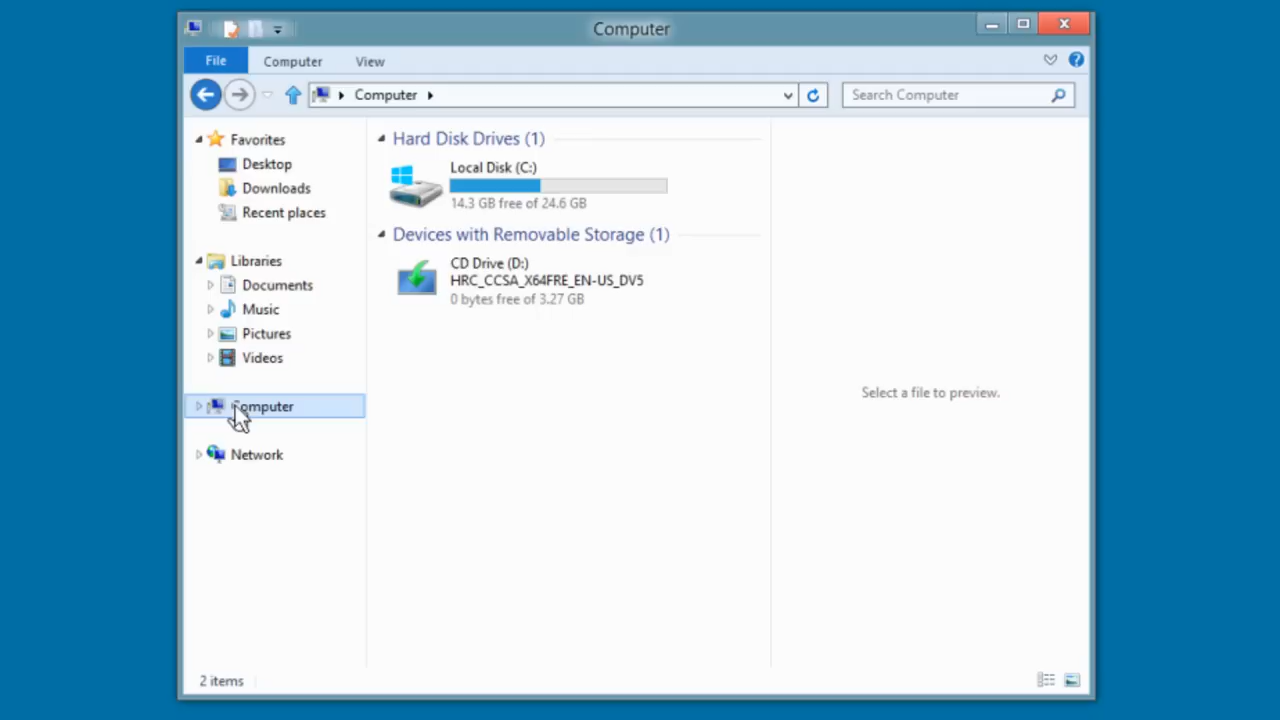 Computer
File
Computer
View
Computer
Search Computer
Favorites
Desktop
Downloads
Recent places
Libraries
Documents
Music
Pictures
Videos
Computer
Network
Hard Disk Drives (1)
Local Disk (C:)
14.3 GB free of 24.6 GB
Devices with Removable Storage (1)
CD Drive (D:)
HRC_CCSA_X64FRE_EN-US_DV5
0 bytes free of 3.27 GB
Select a file to preview.
2 items